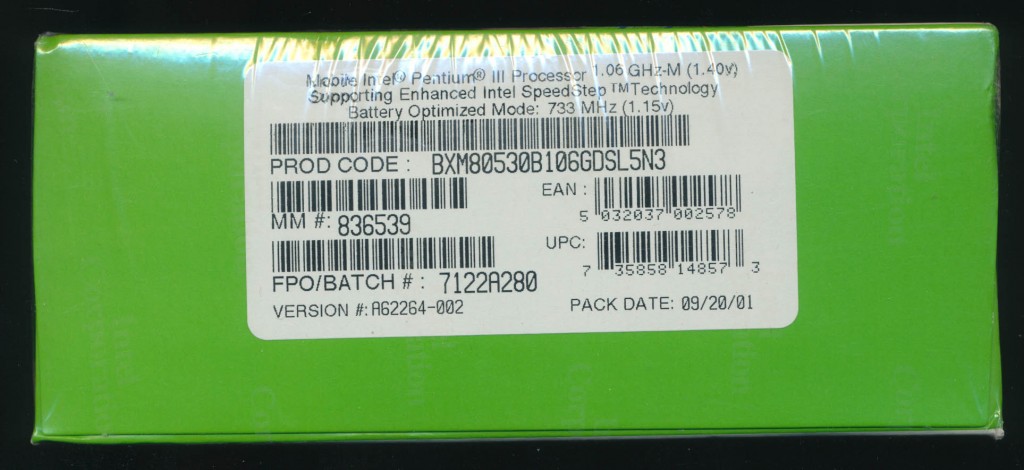 Mobile Intel® Pentium® III Processor 1.06 GHz-M (1.40v)
Supporting Enhanced Intel SpeedStep ™Technology
Battery Optimized Mode: 733 MHz (1.15v)
PROD CODE : BXM80530B106GDSL5N3
EAN :
5 032037 002578
MM #: 836539
UPC:
7 35858 14857 3
FPO/BATCH # : 7122A280
VERSION #: A62264-002
PACK DATE: 09/20/01